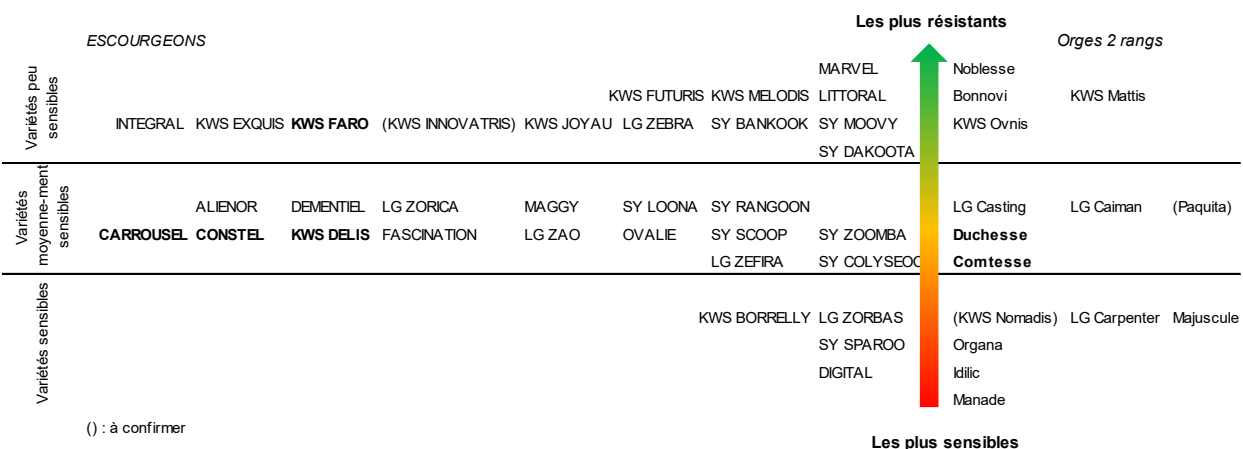 Les plus résistants
ESCOURGEONS Orges 2 rangs
Variétés peu sensibles
MARVEL Noblesse
KWS FUTURIS KWS MELODIS LITTORAL Bonnovi KWS Mattis
INTEGRAL KWS EXQUIS KWS FARO (KWS INNOVATRIS) KWS JOYAU LG ZEBRA SY BANKOOK SY MOOVY KWS Ovnis
SY DAKOOTA
Variétés moyenne-ment sensibles
ALIENOR DEMENTIEL LG ZORICA MAGGY SY LOONA SY RANGOON LG Casting LG Caiman (Paquita)
CARROUSEL CONSTEL KWS DELIS FASCINATION LG ZAO OVALIE SY SCOOP SY ZOOMBA Duchesse
LG ZEFIRA SY COLYSEOO Comtesse
Variétés sensibles
KWS BORRELLY LG ZORBAS (KWS Nomadis) LG Carpenter Majuscule
SY SPAROO Organa
DIGITAL Idilic
Manade
() : à confirmer
Les plus sensibles